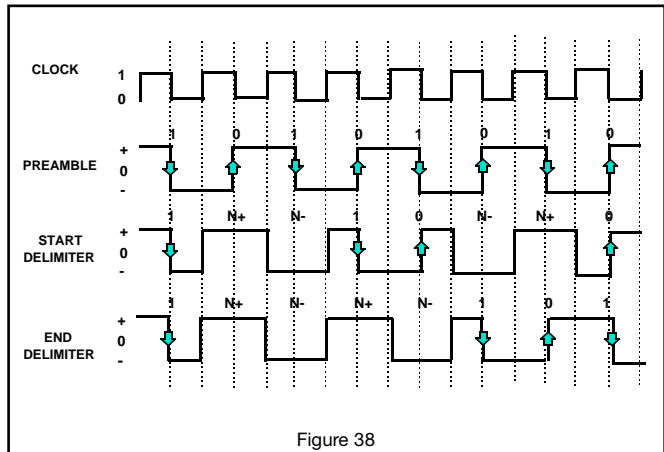 CLOCK 1
0
1 0 1 0 1 0 1 0
+
PREAMBLE 0
-
1 N+ N- 1 0 N- N+ 0
+
START
0
DELIMITER
-
1 N+ N- N+ N- 1 0 1
+
END 0
DELIMITER -
Figure 38